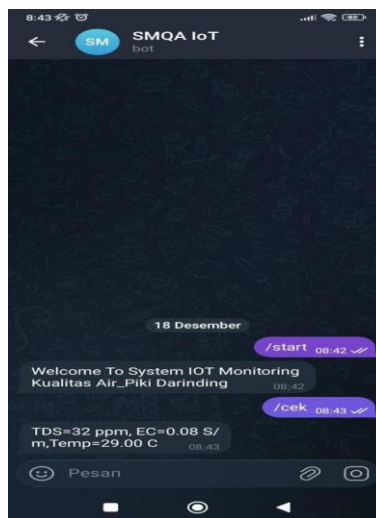 8:43
SM
SMQA IoT
bot
18 Desember
/start 08:42
Welcome To System IOT Monitoring
Kualitas Air_Piki Darinding
08:42
/cek 08:43
TDS=32 ppm, EC=0.08 S/
m,Temp=29.00 C 08:43
Pesan